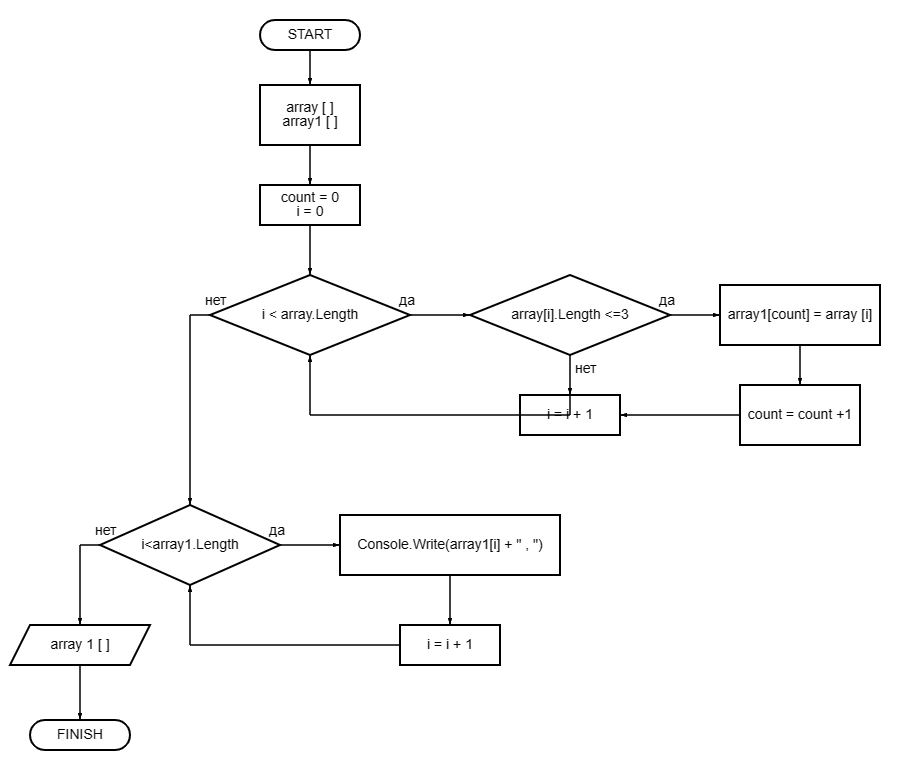 START
array [ ]
array1 [ ]
count = 0
i = 0
нет
i < array.Length
да
array[i].Length <=3
да
array1[count] = array [i]
нет
i = i + 1
count = count +1
нет
i<array1.Length
да
Console.Write(array1[i] + " , ")
array 1 [ ]
i = i + 1
FINISH